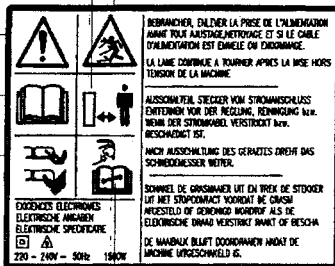 DEBRANCHER, ENLEVER LA PRISE DE L'ALIMENTATION
AVANT TOUT AJUSTAGE, NETTOYAGE ET SI LE CABLE
D'ALIMENTATION EST EMMELE OU ENDOMMAGE.
LA LAME CONTINUE A TOURNER APRES LA MISE HORS
TENSION DE LA MACHINE
AUSSCHALTEN, STECKER VON STROMANSCHLUSS
ENTFERNEN VOR DER REGLUNG, REINIGUNG bzw.
WENN DER STROMKABEL VERSTRICKT bzw.
BESCHAEDIGT IST.
NACH AUSSCHALTUNG DES GERAETES DREHT DAS
SCHNEIDEMESSER WEITER.
SCHAKEL DE GRASMAAIER UIT EN TREK DE STEKKER
UIT HET STOPCONTACT VOORDAT DE GRASM
AFGESTELD OF GEREINIGD WORDT OF ALS DE
ELEKTRISCHE DRAAD VERSTRIKT RAAKT OF BESCHA
DE MAAIBALK BLIJFT DOORDRAAIEN NADAT DE
MACHINE UITGESCHAKELD IS.
EXIGENCES ELECTRIQUES
ELEKTRISCHE ANGABEN
ELEKTRISCHE SPECIFICATIE
220 - 240V - 50Hz 1500W